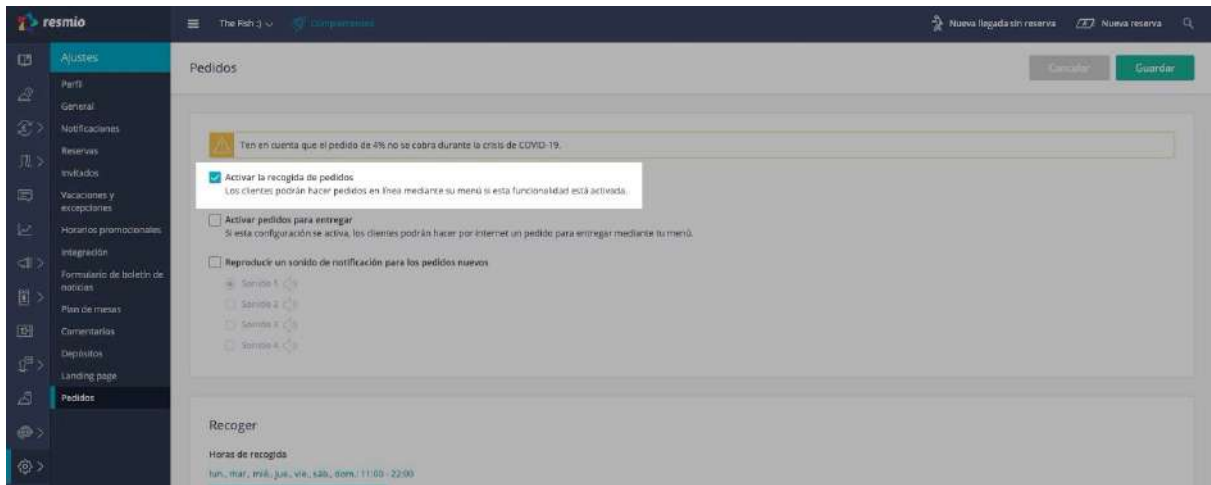 resmio
The Fish :)
Complementos
Nueva llegada sin reserva
Nueva reserva
Ajustes
Perfil
General
Notificaciones
Reservas
Invitados
Vacaciones y
excepciones
Horarios promocionales
Integración
Formulario de boletín de
noticias
Plan de mesas
Comentarios
Depósitos
Landing page
Pedidos
Pedidos
Cancelar
Guardar
Ten en cuenta que el pedido de 4% no se cobra durante la crisis de COVID-19.
Activar la recogida de pedidos
Los clientes podrán hacer pedidos en línea mediante su menú si esta funcionalidad está activada.
Activar pedidos para entregar
Si esta configuración se activa, los clientes podrán hacer por internet un pedido para entregar mediante tu menú.
Reproducir un sonido de notificación para los pedidos nuevos
Sonido 1
Sonido 2
Sonido 3
Sonido 4
Recoger
Horas de recogida
lun., mar., mié., jue., vie., sáb., dom.: 11:00 - 22:00